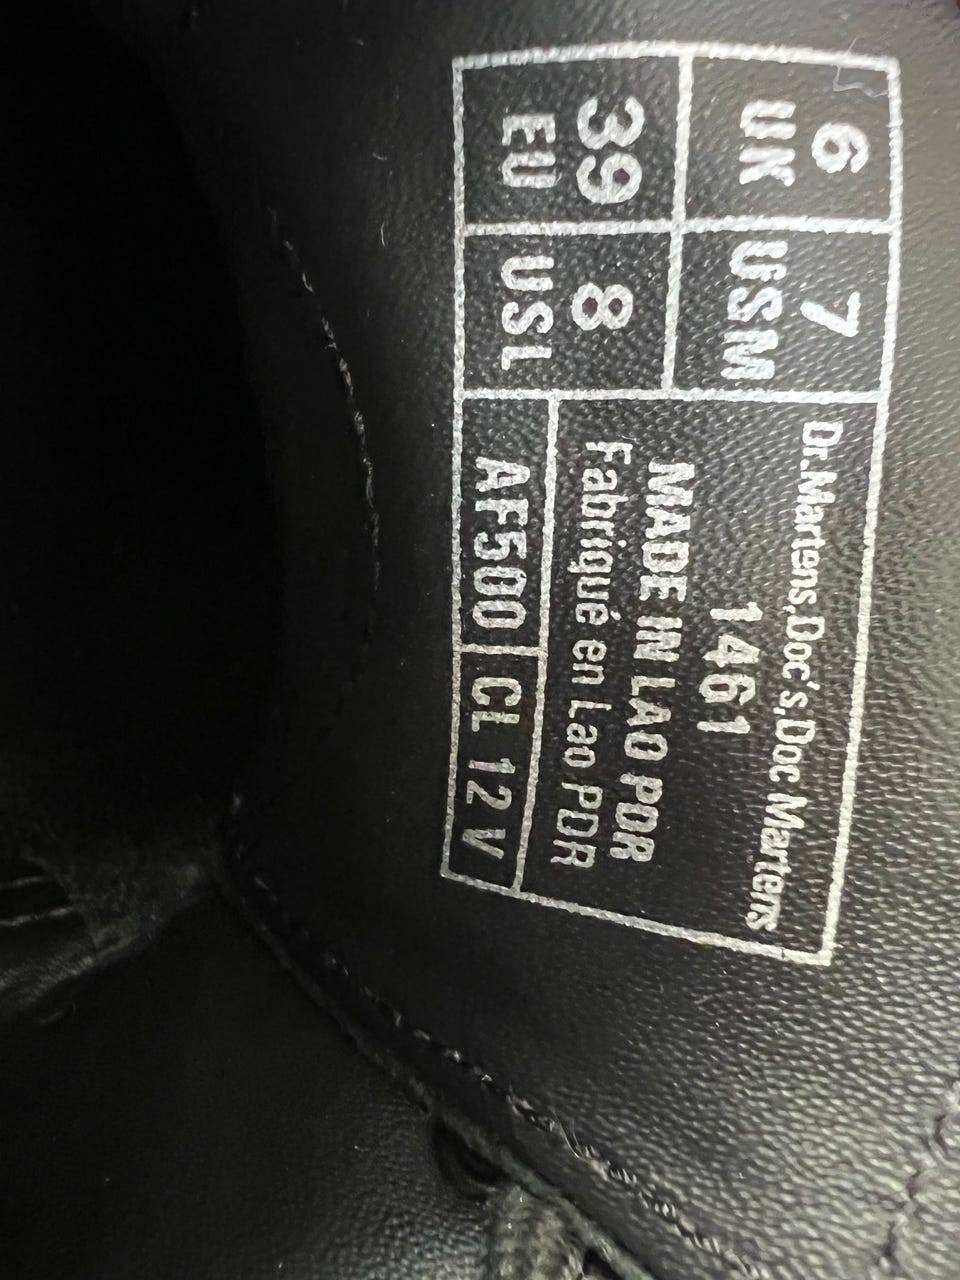 6
UK
7
USM
39
EU
8
USL
Dr.Martens,Doc's,Doc Martens
1461
MADE IN LAO PDR
Fabriqué en Lao PDR
AF500
CL 12 V